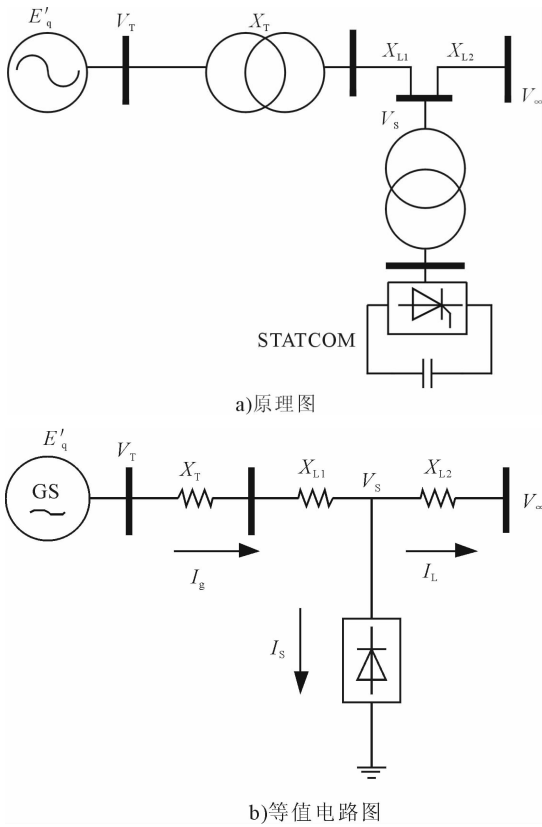 E′q
VT
XT
XL1
XL2
VS
V∞
STATCOM
a)原理图
E′q
VT
XT
XL1
VS
XL2
GS
V∞
Ig
IL
IS
b)等值电路图